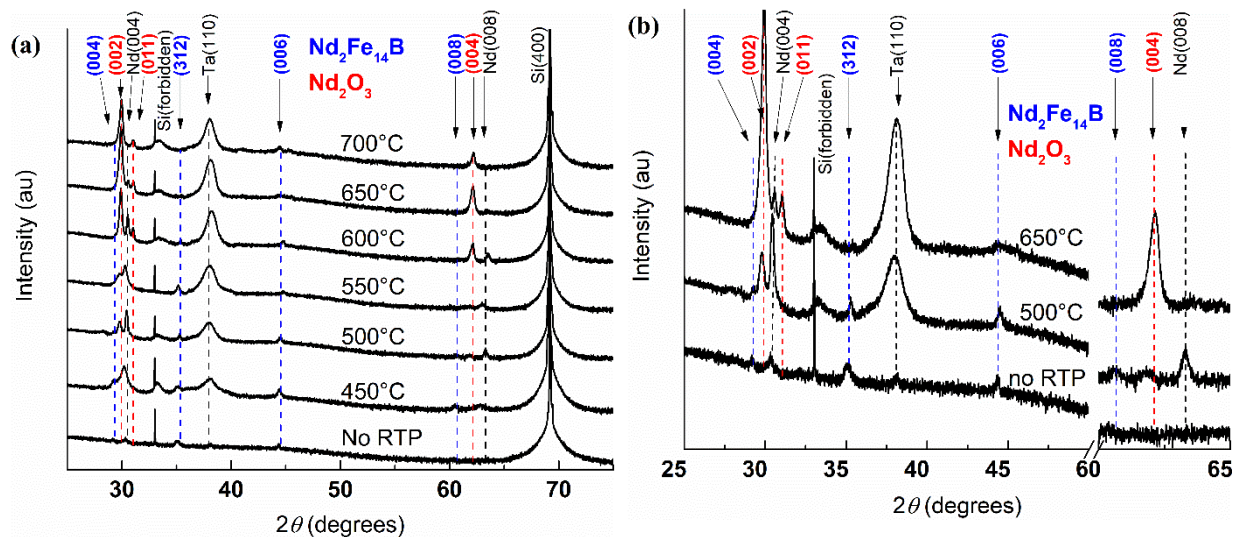 (a)
(004)
(002)
Nd(004)
(011)
Si(forbidden)
(312)
Ta(110)
(006)
(008)
(004)
Nd(008)
Si(400)
Nd2Fe14B
Nd2O3
700°C
650°C
600°C
550°C
500°C
450°C
No RTP
Intensity (au)
30
40
50
60
70
2θ (degrees)
(b)
(004)
(002)
Nd(004)
(011)
Si(forbidden)
(312)
Ta(110)
(006)
(008)
(004)
Nd(008)
Nd2Fe14B
Nd2O3
650°C
500°C
no RTP
Intensity (au)
25
30
35
40
45
60
65
2θ (degrees)